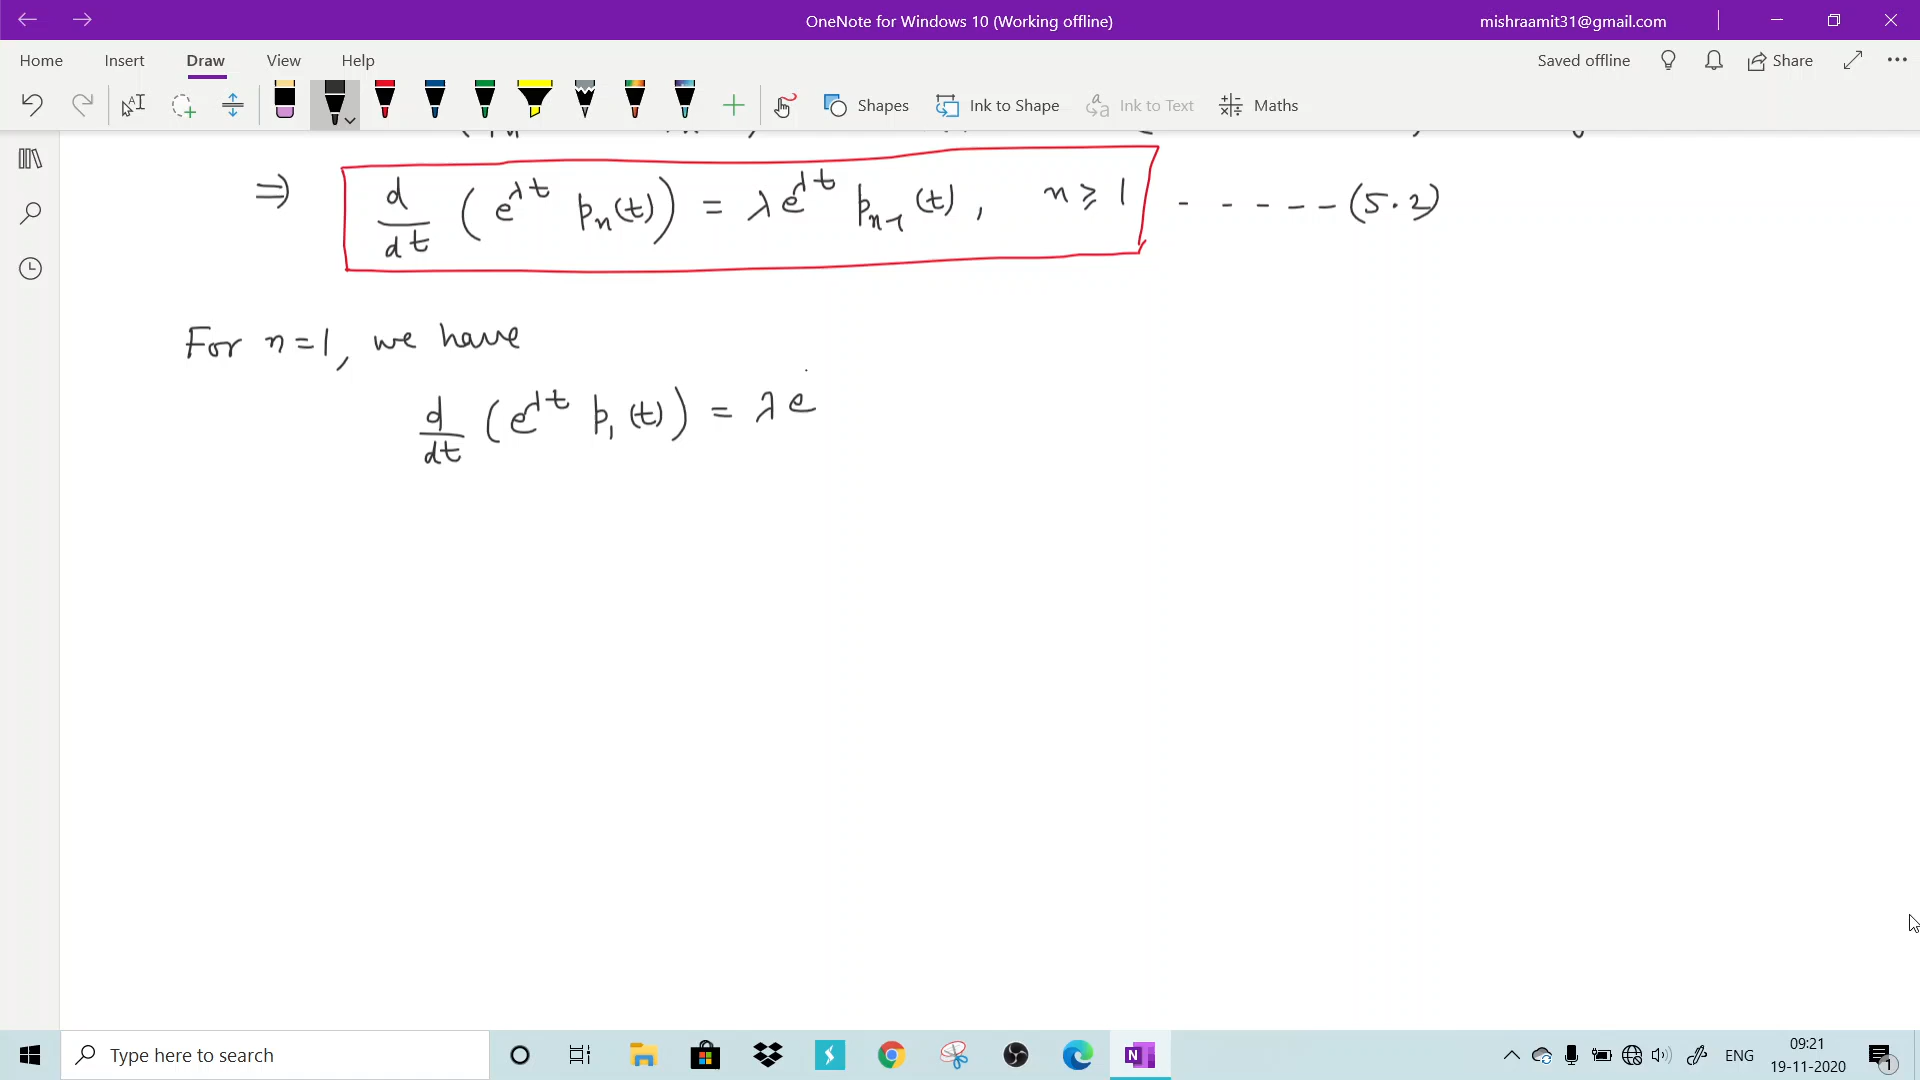 OneNote for Windows 10 (Working offline)
mishraamit31@gmail.com
Home Insert Draw View Help
Saved offline
Share
Shapes
Ink to Shape
Ink to Text
Maths
⇒ d/dt (e^{λt} p_n(t)) = λ e^{λt} p_{n-1}(t), n ≥ 1 - - - - - (5.2)
For n=1, we have
d/dt (e^{λt} p_1(t)) = λ e
Type here to search
ENG
09:21
19-11-2020
1